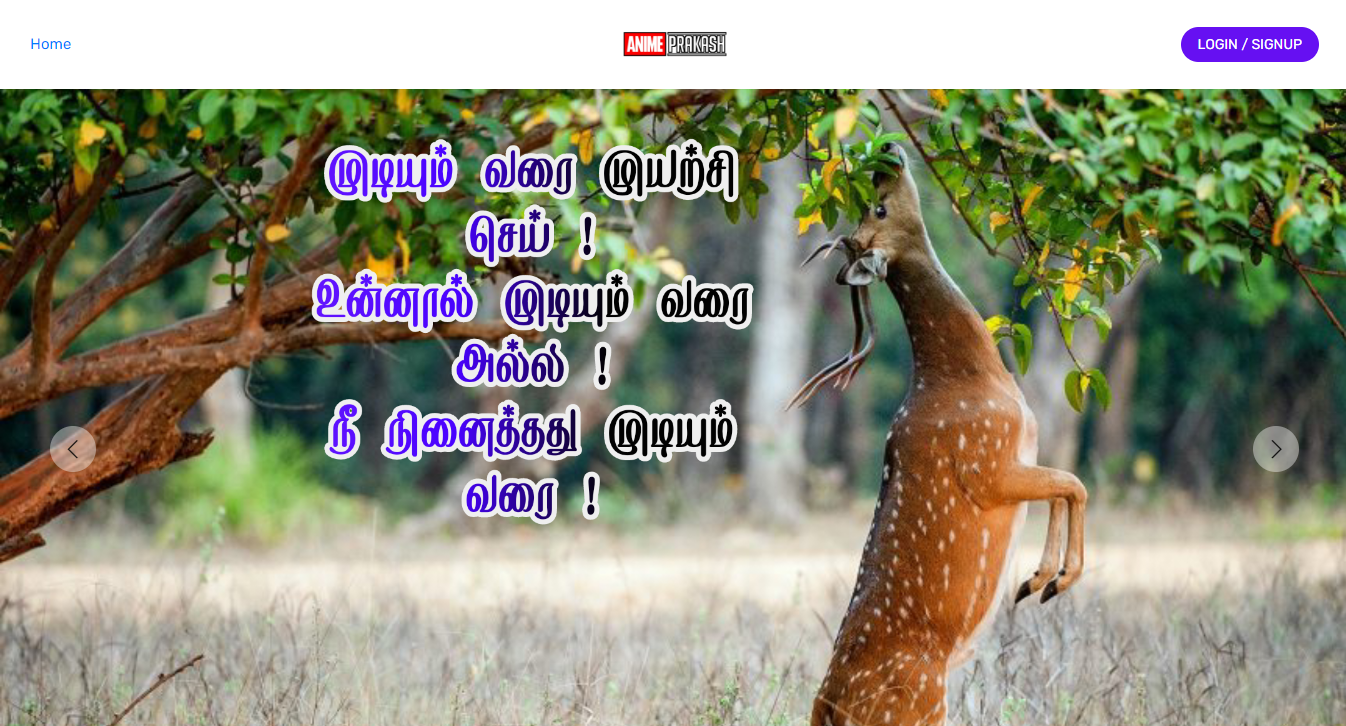 Home
ANIME PRAKASH
LOGIN / SIGNUP
முடியும் வரை முயற்சி
செய் !
உன்னால் முடியும் வரை
அல்ல !
நீ நினைத்தது முடியும்
வரை !